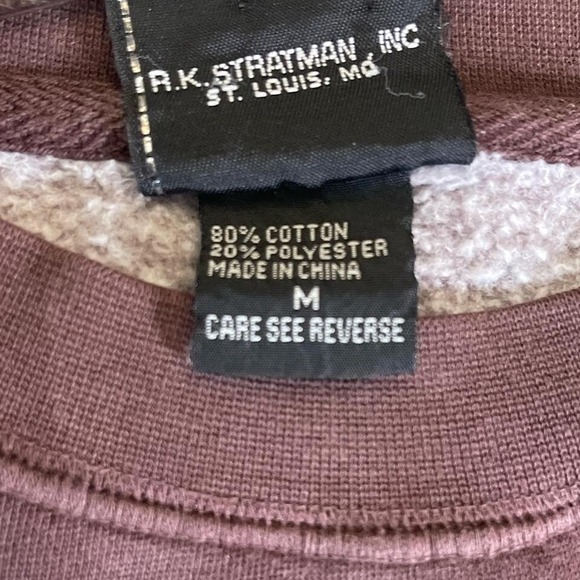 R.K. STRATMAN, INC
ST. LOUIS, MO
80% COTTON
20% POLYESTER
MADE IN CHINA
M
CARE SEE REVERSE